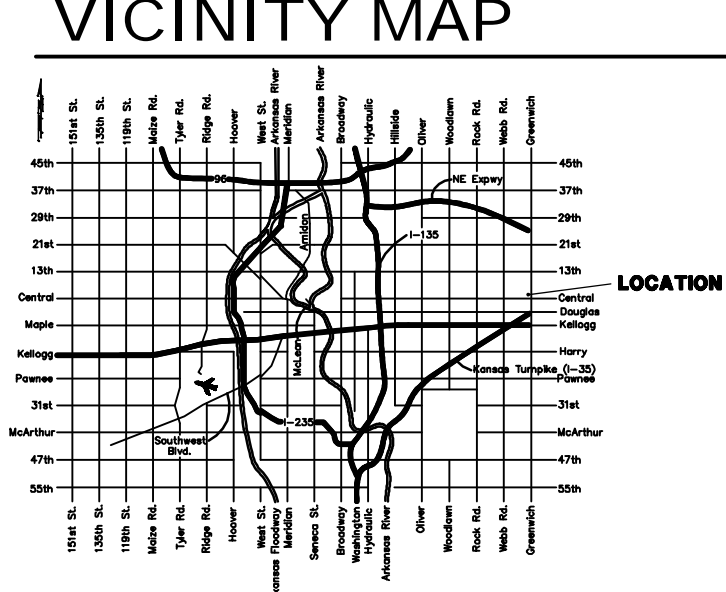 VICINITY MAP
151st St.
135th St.
119th St.
Maize Rd.
Tyler Rd.
Ridge Rd.
Hoover
West St.
Arkansas River
Meridian
Arkansas River
Broadway
Hydraulic
Hillside
Oliver
Woodlawn
Rock Rd.
Webb Rd.
Greenwich
45th
37th
29th
21st
13th
Central
Maple
Kellogg
Pawnee
31st
McArthur
47th
55th
96
NE Expwy
I-135
Amidon
McLean
Southwest
Blvd.
I-235
Kansas Turnpike (I-35)
LOCATION
45th
37th
29th
21st
13th
Central
Douglas
Kellogg
Harry
Pawnee
31st
McArthur
47th
55th
151st St.
135th St.
119th St.
Maize Rd.
Tyler Rd.
Ridge Rd.
Hoover
West St.
kansas Floodway
Meridian
Seneca St.
Broadway
Washington
Hydraulic
Arkansas River
Oliver
Woodlawn
Rock Rd.
Webb Rd.
Greenwich